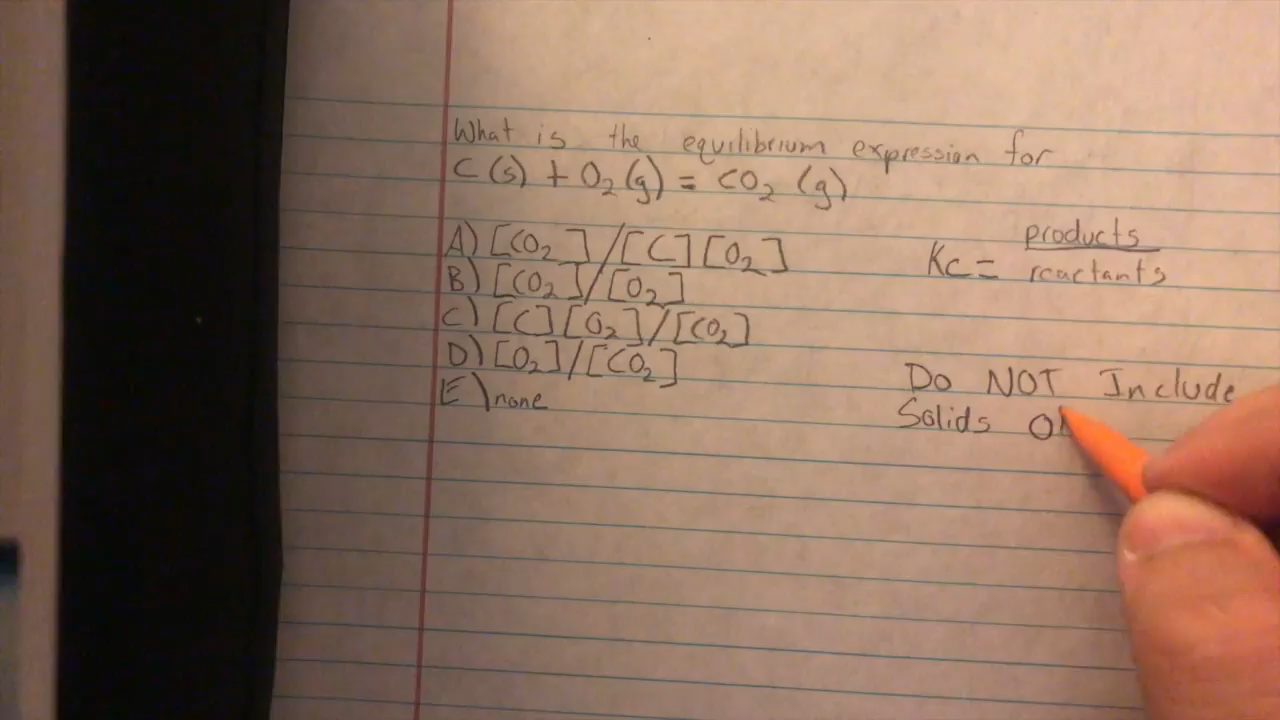 What is the equilibrium expression for
C(s) + O₂(g) = CO₂ (g)
A) [CO₂]/[C][O₂]
B) [CO₂]/[O₂]
C) [C][O₂]/[CO₂]
D) [O₂]/[CO₂]
E) none
Kc = products
reactants
Do NOT Include
Solids